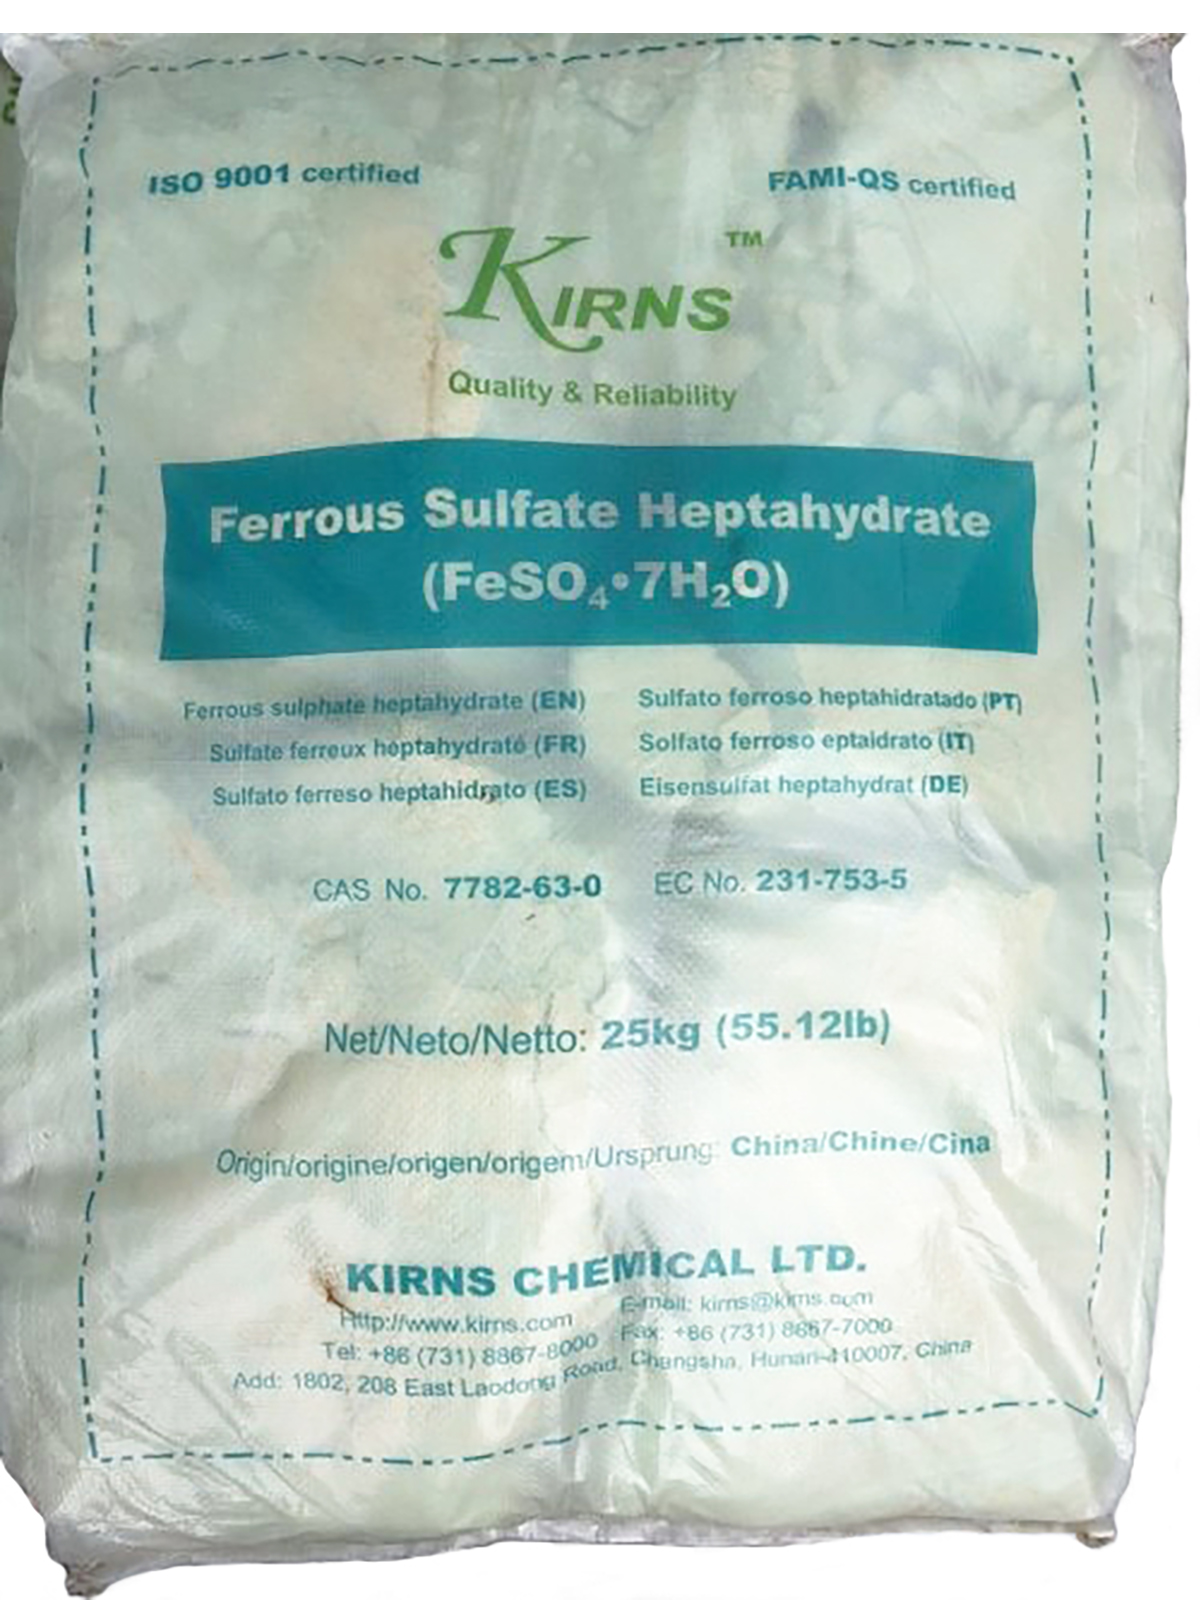 ISO 9001 certified
FAMI-QS certified
KIRNS™
Quality & Reliability
Ferrous Sulfate Heptahydrate
(FeSO₄•7H₂O)
Ferrous sulphate heptahydrate (EN)
Sulfato ferroso heptahidratado (PT)
Sulfate ferreux heptahydraté (FR)
Solfato ferroso eptaidrato (IT)
Sulfato ferreso heptahidrato (ES)
Eisensulfat heptahydrat (DE)
CAS No. 7782-63-0
EC No. 231-753-5
Net/Neto/Netto: 25kg (55.12lb)
Origin/origine/origen/origem/Ursprung: China/Chine/Cina
KIRNS CHEMICAL LTD.
Http://www.kirns.com
E-mail: kirns@kirns.com
Tel: +86 (731) 8867-8000
Fax: +86 (731) 8867-7000
Add: 1802, 208 East Laodong Road, Changsha, Hunan-410007, China